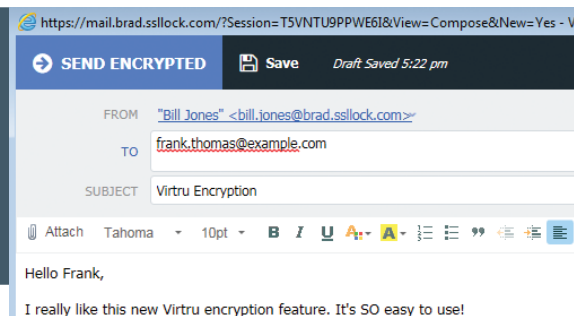 https://mail.brad.ssllock.com/?Session=T5VNTU9PPWE6I&View=Compose&New=Yes - V
SEND ENCRYPTED Save Draft Saved 5:22 pm
FROM "Bill Jones" <bill.jones@brad.ssllock.com>
TO frank.thomas@example.com
SUBJECT Virtru Encryption
Attach Tahoma 10pt B I U A A
Hello Frank,
I really like this new Virtru encryption feature. It's SO easy to use!